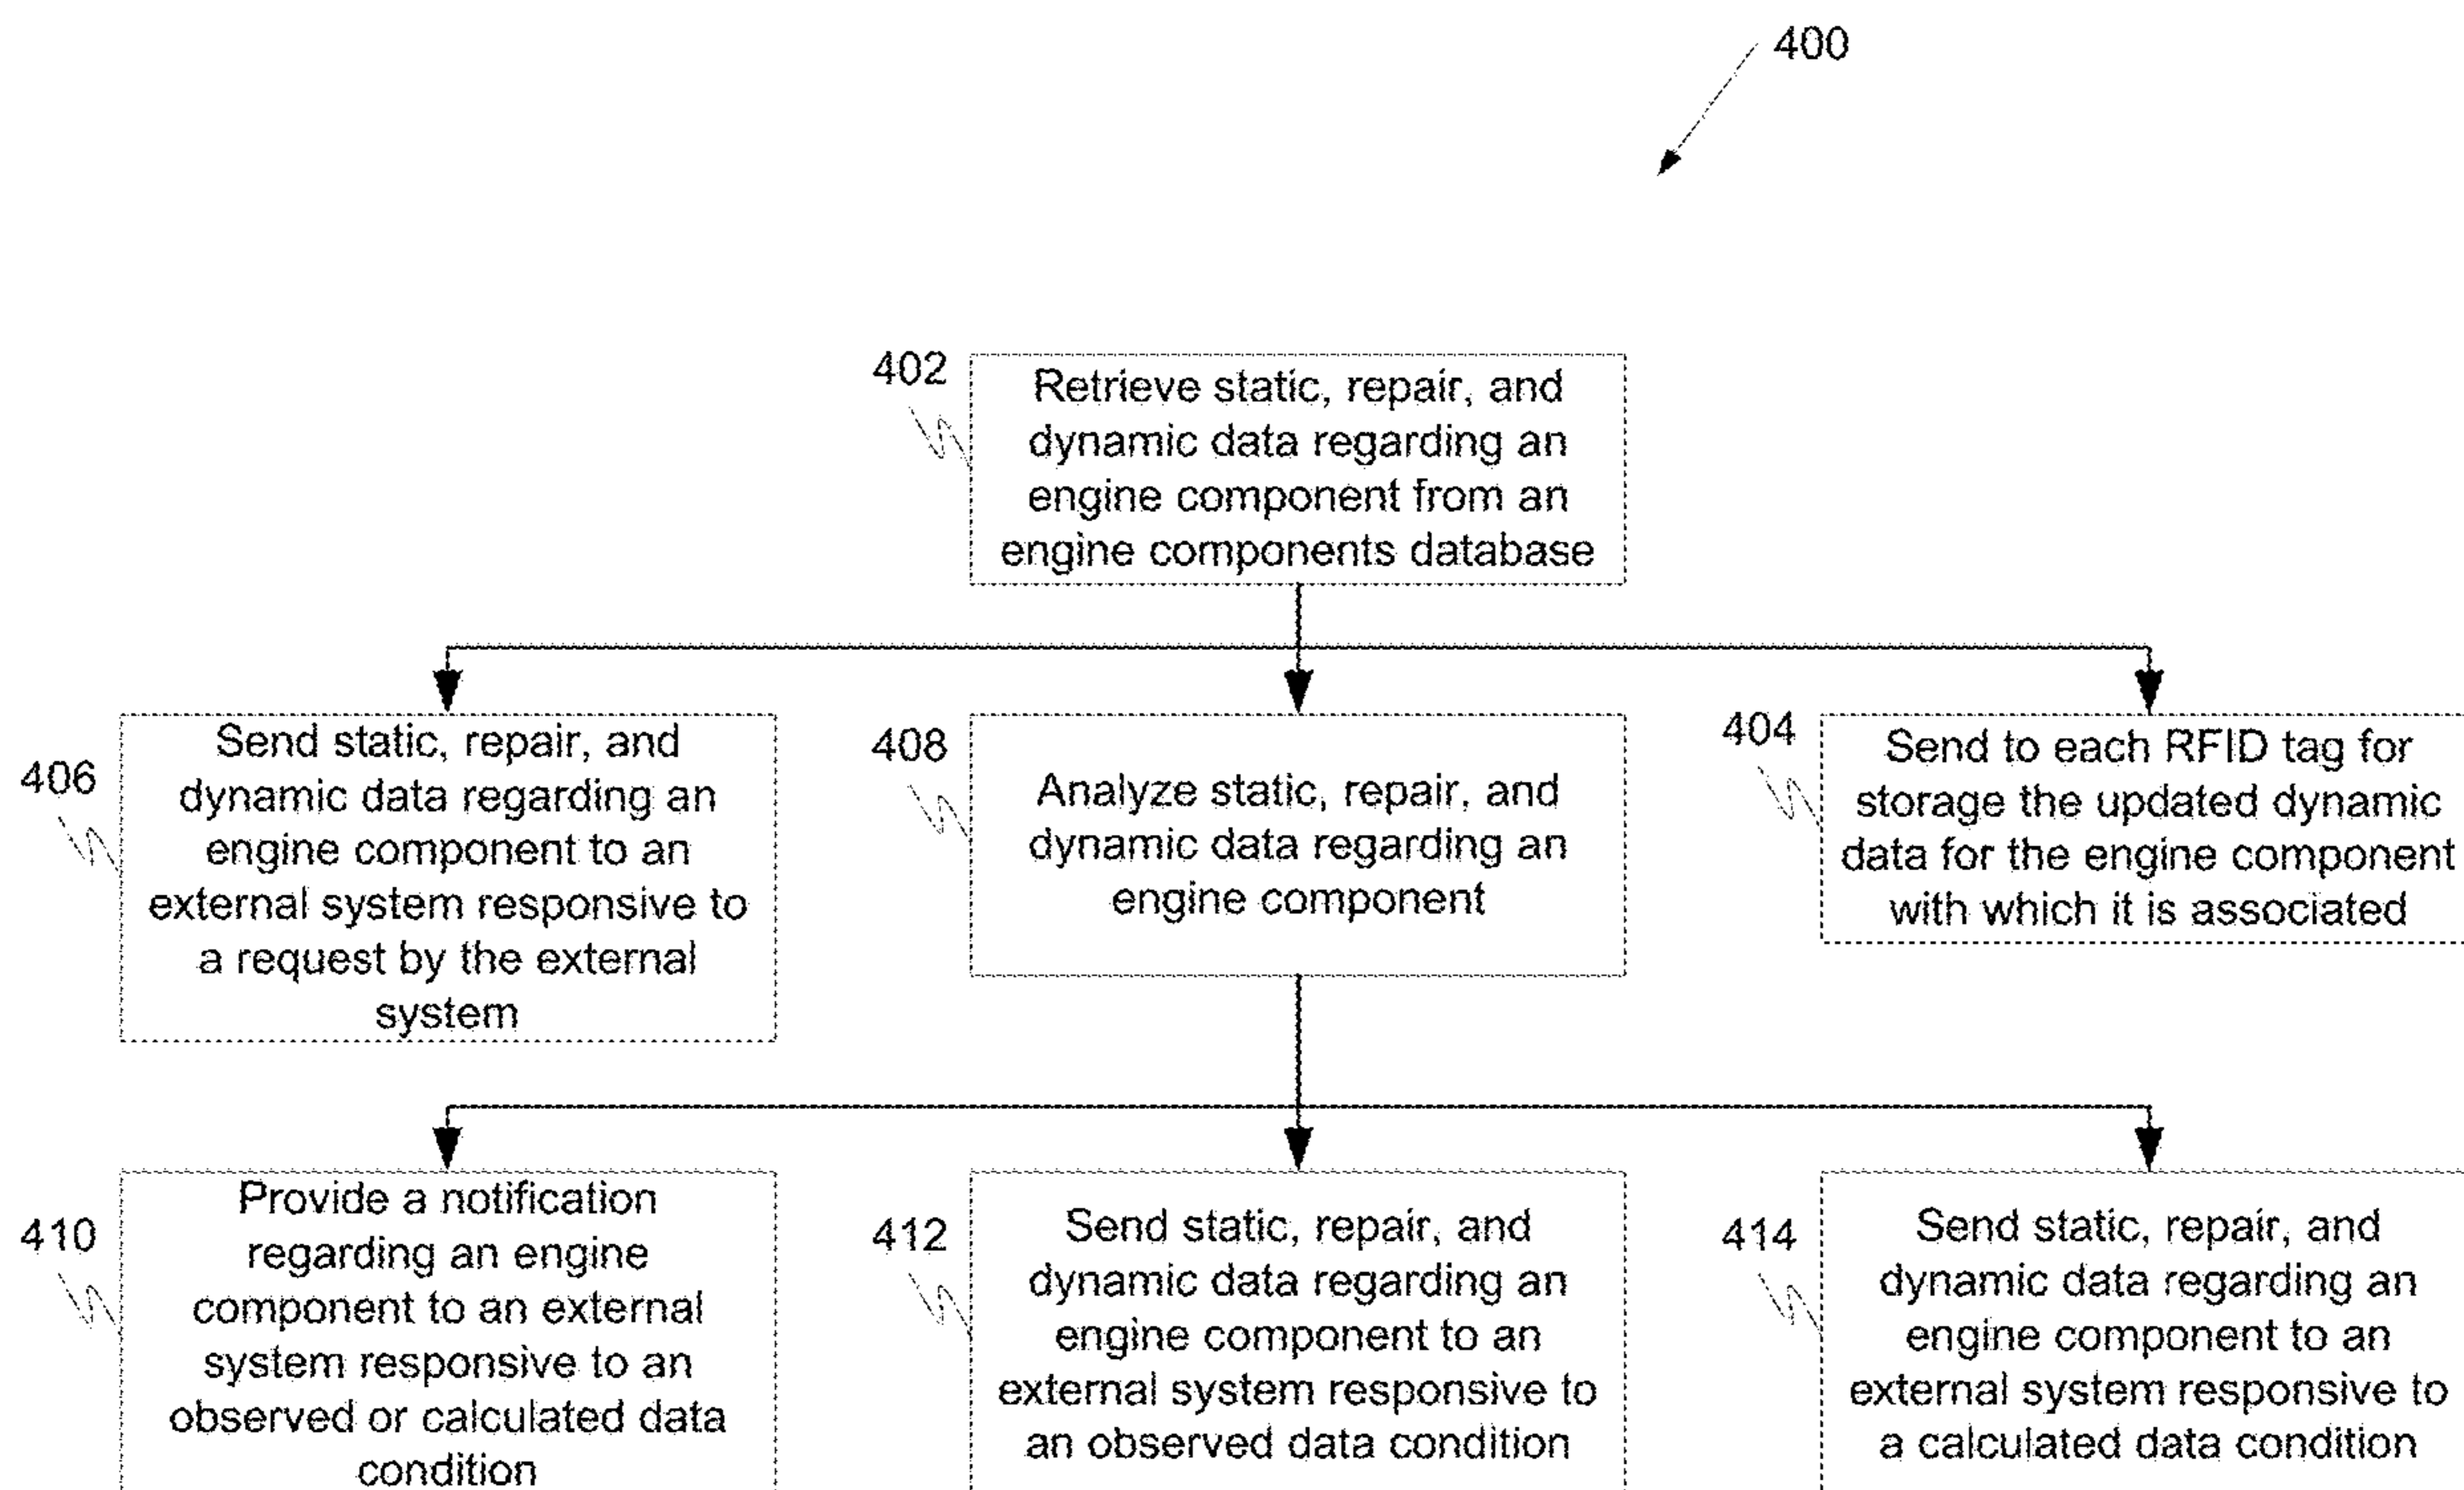 400
402
Retrieve static, repair, and
dynamic data regarding an
engine component from an
engine components database
406
Send static, repair, and
dynamic data regarding an
engine component to an
external system responsive to
a request by the external
system
408
Analyze static, repair, and
dynamic data regarding an
engine component
404
Send to each RFID tag for
storage the updated dynamic
data for the engine component
with which it is associated
410
Provide a notification
regarding an engine
component to an external
system responsive to an
observed or calculated data
condition
412
Send static, repair, and
dynamic data regarding an
engine component to an
external system responsive to
an observed data condition
414
Send static, repair, and
dynamic data regarding an
engine component to an
external system responsive to
a calculated data condition